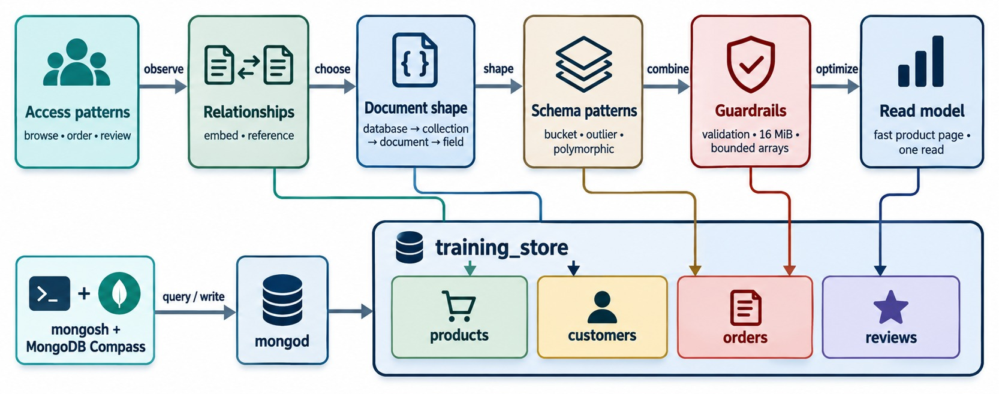 observe
choose
shape
combine
optimize
Access patterns
browse • order • review
Relationships
embed • reference
Document shape
database → collection
→ document → field
Schema patterns
bucket • outlier •
polymorphic
Guardrails
validation • 16 MiB •
bounded arrays
Read model
fast product page •
one read
>_
+
mongosh +
MongoDB Compass
query / write
mongod
training_store
products
customers
orders
reviews
{ }